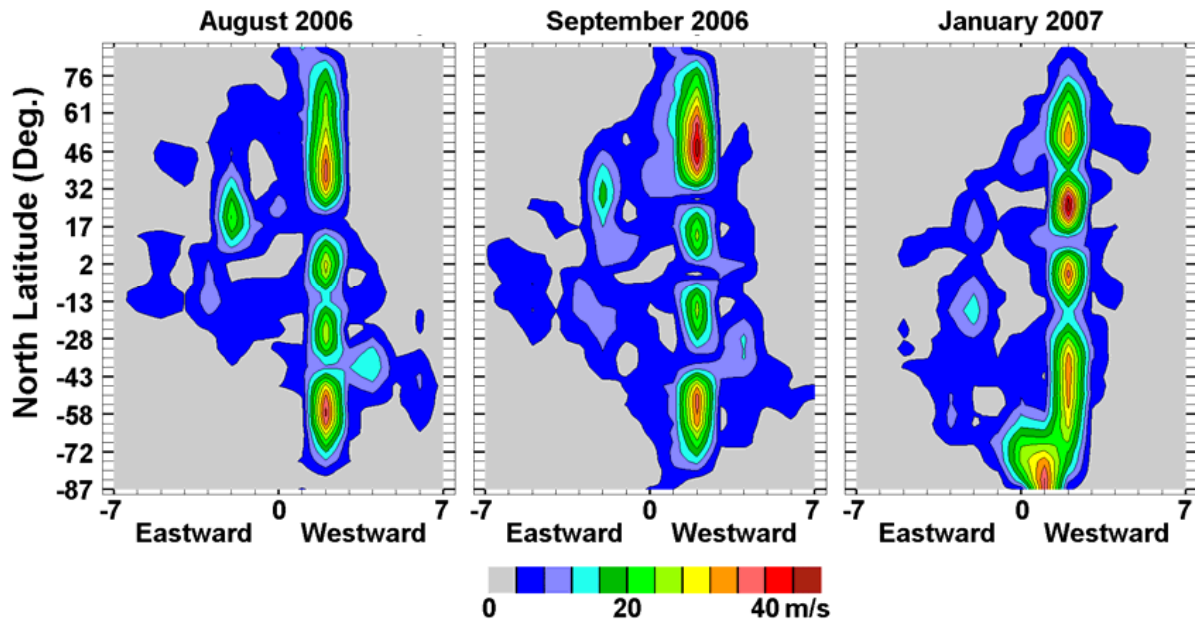 August 2006 September 2006 January 2007
North Latitude (Deg.)
76
61
46
32
17
2
-13
-28
-43
-58
-72
-87
-7 0 7 -7 0 7 -7 0 7
Eastward Westward Eastward Westward Eastward Westward
0 20 40 m/s